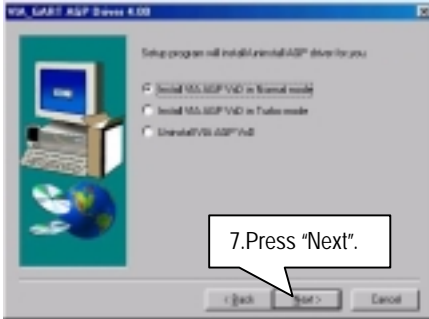 VIA_GART AGP Driver 4.00
Setup program will install/uninstall AGP driver for you.
Install VIA AGP VxD in Normal mode
Install VIA AGP VxD in Turbo mode
Uninstall VIA AGP VxD
7.Press “Next”.
< Back
Next >
Cancel